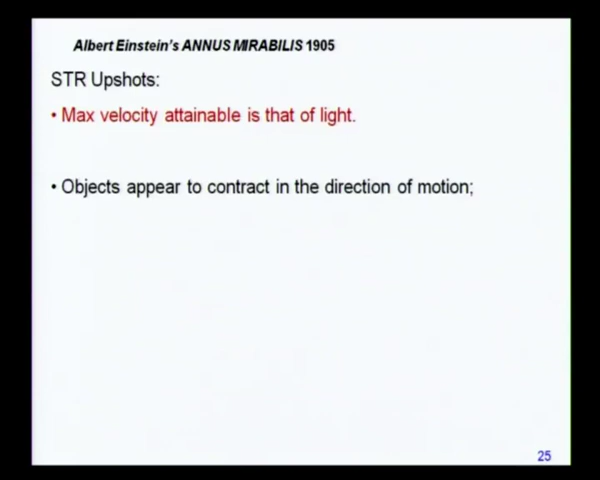 Albert Einstein's ANNUS MIRABILIS 1905
STR Upshots:
• Max velocity attainable is that of light.
• Objects appear to contract in the direction of motion;
25